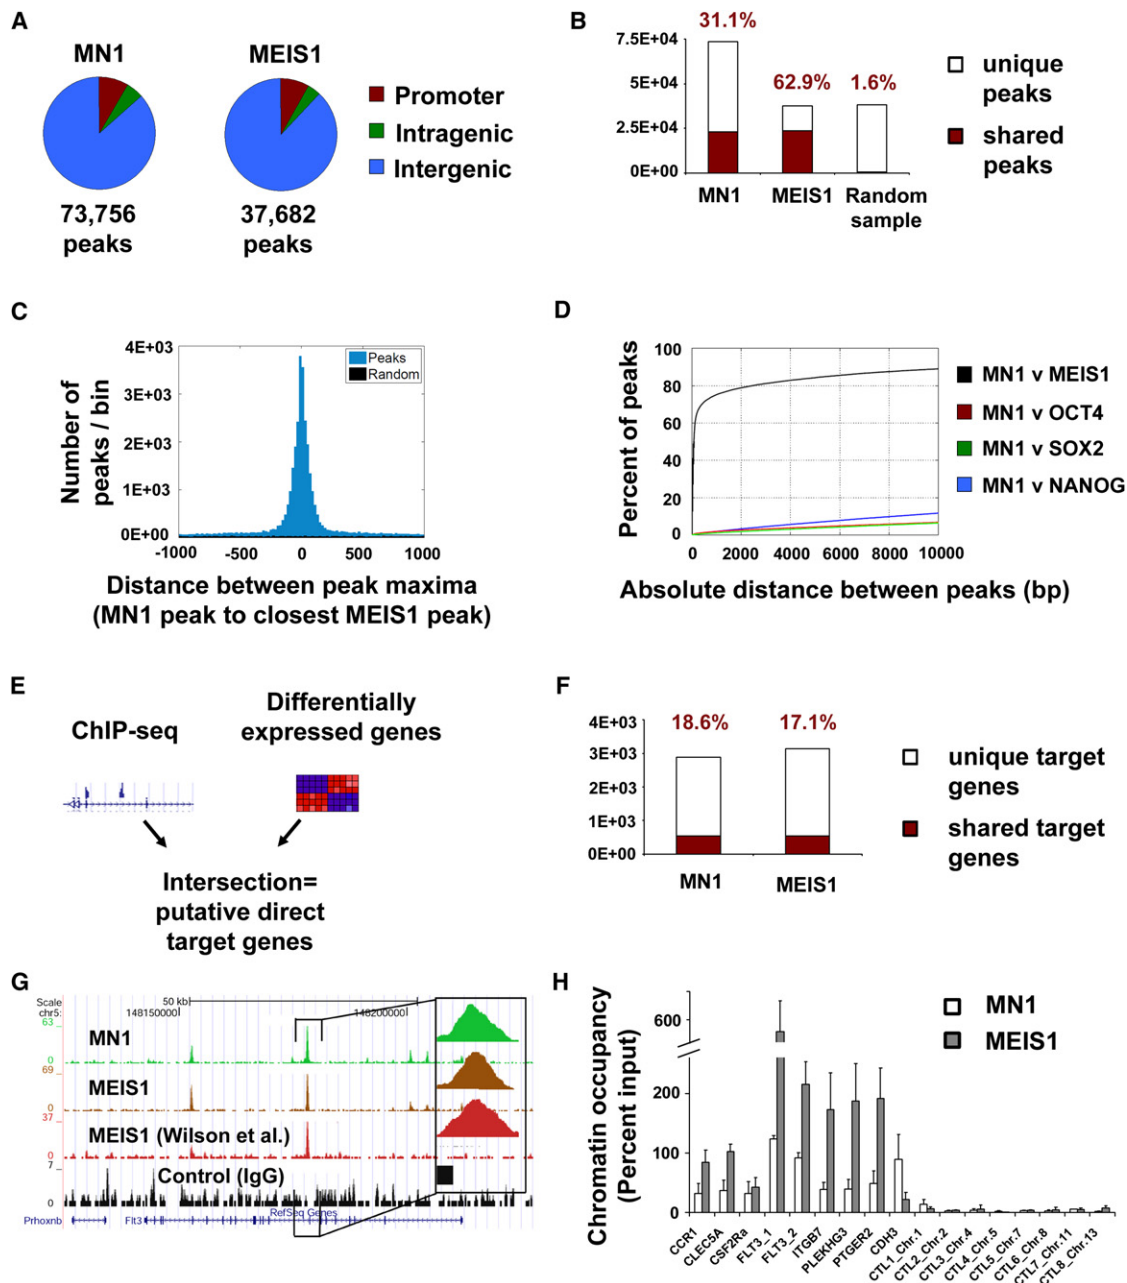 A
MN1
MEIS1
Promoter
Intragenic
Intergenic
73,756
peaks
37,682
peaks
B
31.1%
7.5E+04
5E+04
2.5E+04
0E+00
62.9%
1.6%
MN1
MEIS1
Random
sample
unique
peaks
shared
peaks
C
4E+03
3E+03
2E+03
1E+03
0E+00
Number of
peaks / bin
Peaks
Random
-1000
-500
0
500
1000
Distance between peak maxima
(MN1 peak to closest MEIS1 peak)
D
100
80
60
40
20
0
Percent of peaks
0
2000
4000
6000
8000
10000
Absolute distance between peaks (bp)
MN1 v MEIS1
MN1 v OCT4
MN1 v SOX2
MN1 v NANOG
E
ChIP-seq
Differentially
expressed genes
Intersection=
putative direct
target genes
F
4E+03
3E+03
2E+03
1E+03
0E+00
18.6%
17.1%
MN1
MEIS1
unique target
genes
shared target
genes
G
Scale
chr5:
50 kb
148150000
148200000
63 _
MN1
0
69 _
MEIS1
0
37 _
MEIS1 (Wilson et al.)
0
7 _
Control (IgG)
0
RefSeq Genes
Prhoxnb
Flt3
H
Chromatin occupancy
(Percent input)
600
200
100
0
MN1
MEIS1
CCR1
CLEC5A
CSF2Ra
FLT3_1
FLT3_2
ITGB7
PLEKHG3
PTGER2
CDH3
CTL1_Chr.1
CTL2_Chr.2
CTL3_Chr.4
CTL4_Chr.5
CTL5_Chr.7
CTL6_Chr.8
CTL7_Chr.11
CTL8_Chr.13